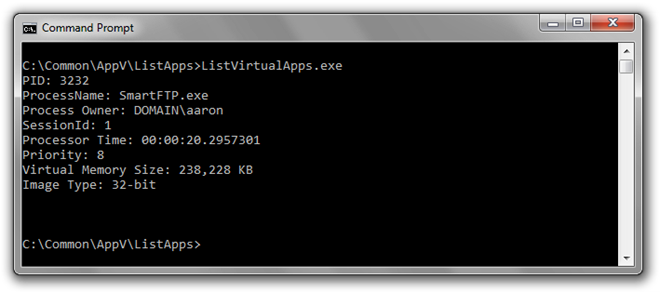 Command Prompt
C:\Common\AppV\ListApps>ListVirtualApps.exe
PID: 3232
ProcessName: SmartFTP.exe
Process Owner: DOMAIN\aaron
SessionId: 1
Processor Time: 00:00:20.2957301
Priority: 8
Virtual Memory Size: 238,228 KB
Image Type: 32-bit
C:\Common\AppV\ListApps>